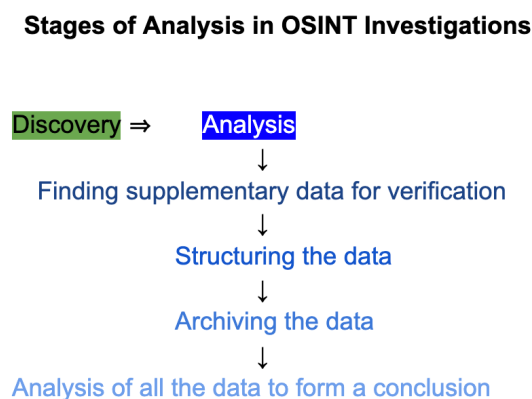 Stages of Analysis in OSINT Investigations
Discovery ⇒ Analysis
↓
Finding supplementary data for verification
↓
Structuring the data
↓
Archiving the data
↓
Analysis of all the data to form a conclusion